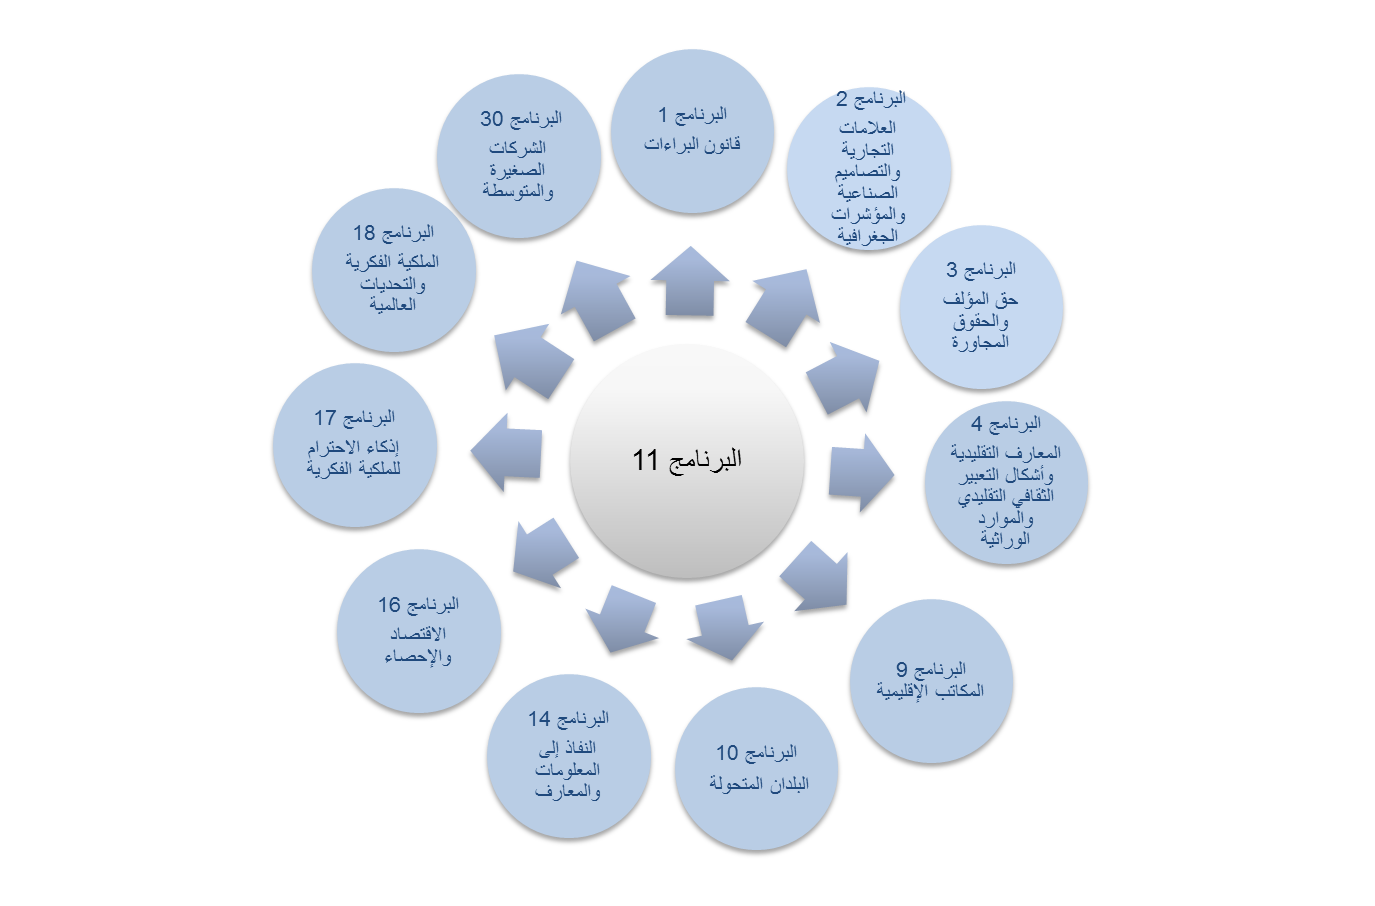 البرنامج 1
قانون البراءات
البرنامج 2
العلامات
التجارية
والتصاميم
الصناعية
والمؤشرات
الجغرافية
البرنامج 3
حق المؤلف
والحقوق
المجاورة
البرنامج 4
المعارف التقليدية
وأشكال التعبير
الثقافي التقليدي
والموارد
الوراثية
البرنامج 9
المكاتب الإقليمية
البرنامج 10
البلدان المتحولة
البرنامج 14
النفاذ إلى
المعلومات
والمعارف
البرنامج 16
الاقتصاد
والإحصاء
البرنامج 17
إذكاء الاحترام
للملكية الفكرية
البرنامج 18
الملكية الفكرية
والتحديات
العالمية
البرنامج 30
الشركات
الصغيرة
والمتوسطة
البرنامج 11